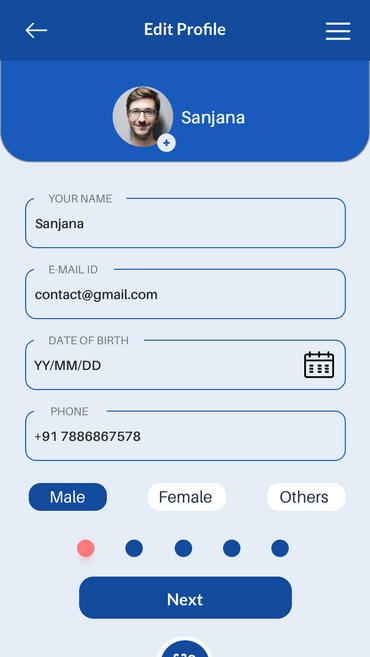 Edit Profile
Sanjana
YOUR NAME
Sanjana
E-MAIL ID
contact@gmail.com
DATE OF BIRTH
YY/MM/DD
PHONE
+91 7886867578
Male Female Others
Next